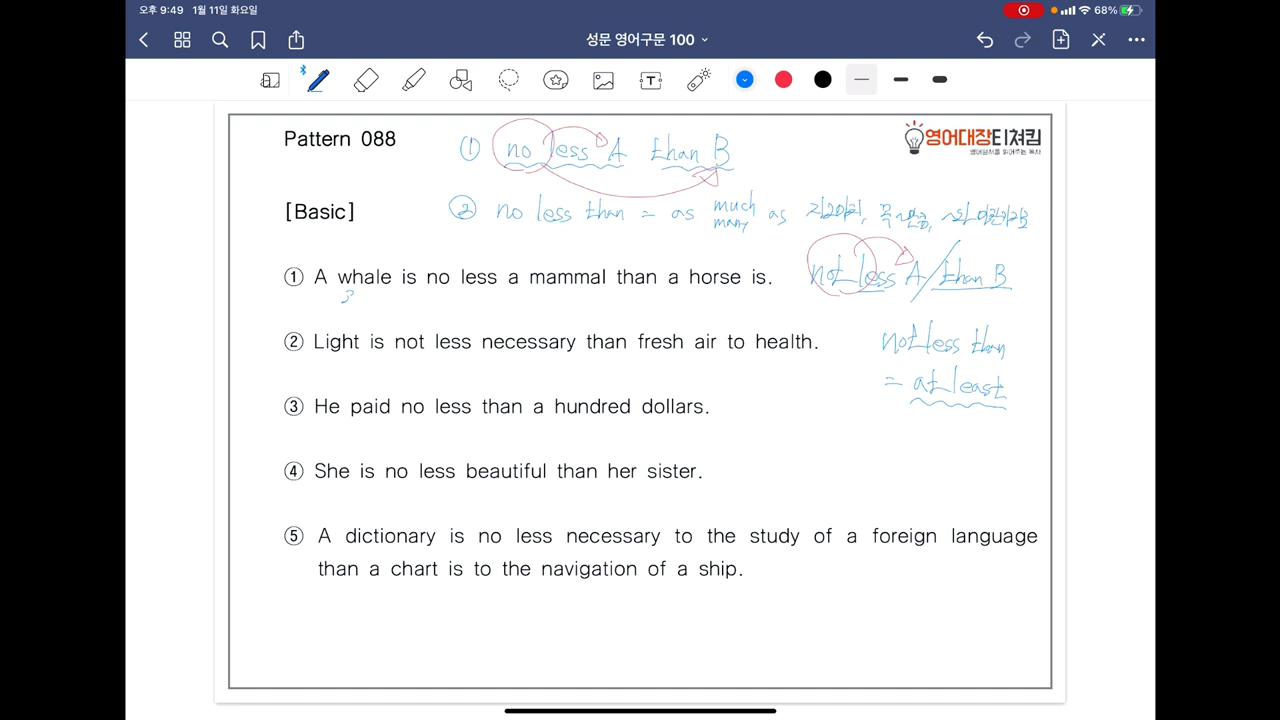 오후 9:49 1월 11일 화요일
68%
성문 영어구문 100
Pattern 088
① no less A than B
영어대장티쳐킴
[Basic]
② no less than = as much many as
① A whale is no less a mammal than a horse is.
not less A / than B
② Light is not less necessary than fresh air to health.
not less than
= at least
③ He paid no less than a hundred dollars.
④ She is no less beautiful than her sister.
⑤ A dictionary is no less necessary to the study of a foreign language
than a chart is to the navigation of a ship.